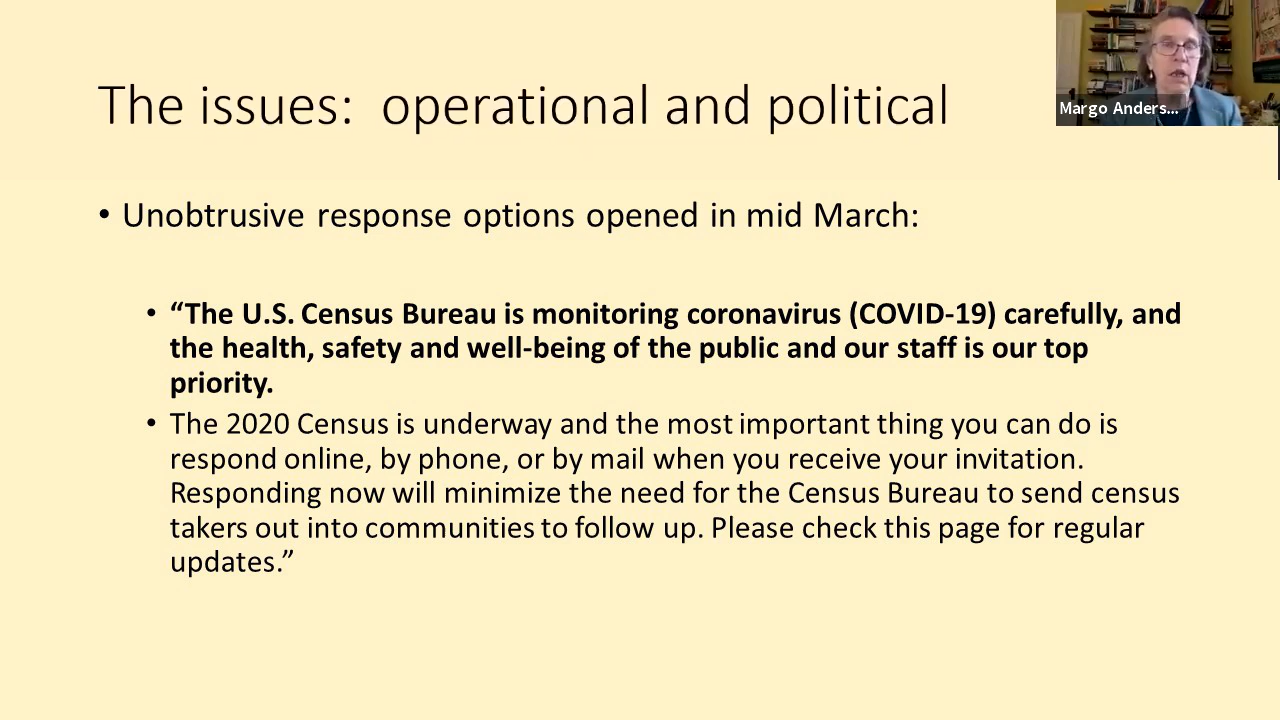 The issues:  operational and political
Margo Anders...
• Unobtrusive response options opened in mid March:
• “The U.S. Census Bureau is monitoring coronavirus (COVID-19) carefully, and
the health, safety and well-being of the public and our staff is our top
priority.
• The 2020 Census is underway and the most important thing you can do is
respond online, by phone, or by mail when you receive your invitation.
Responding now will minimize the need for the Census Bureau to send census
takers out into communities to follow up. Please check this page for regular
updates.”